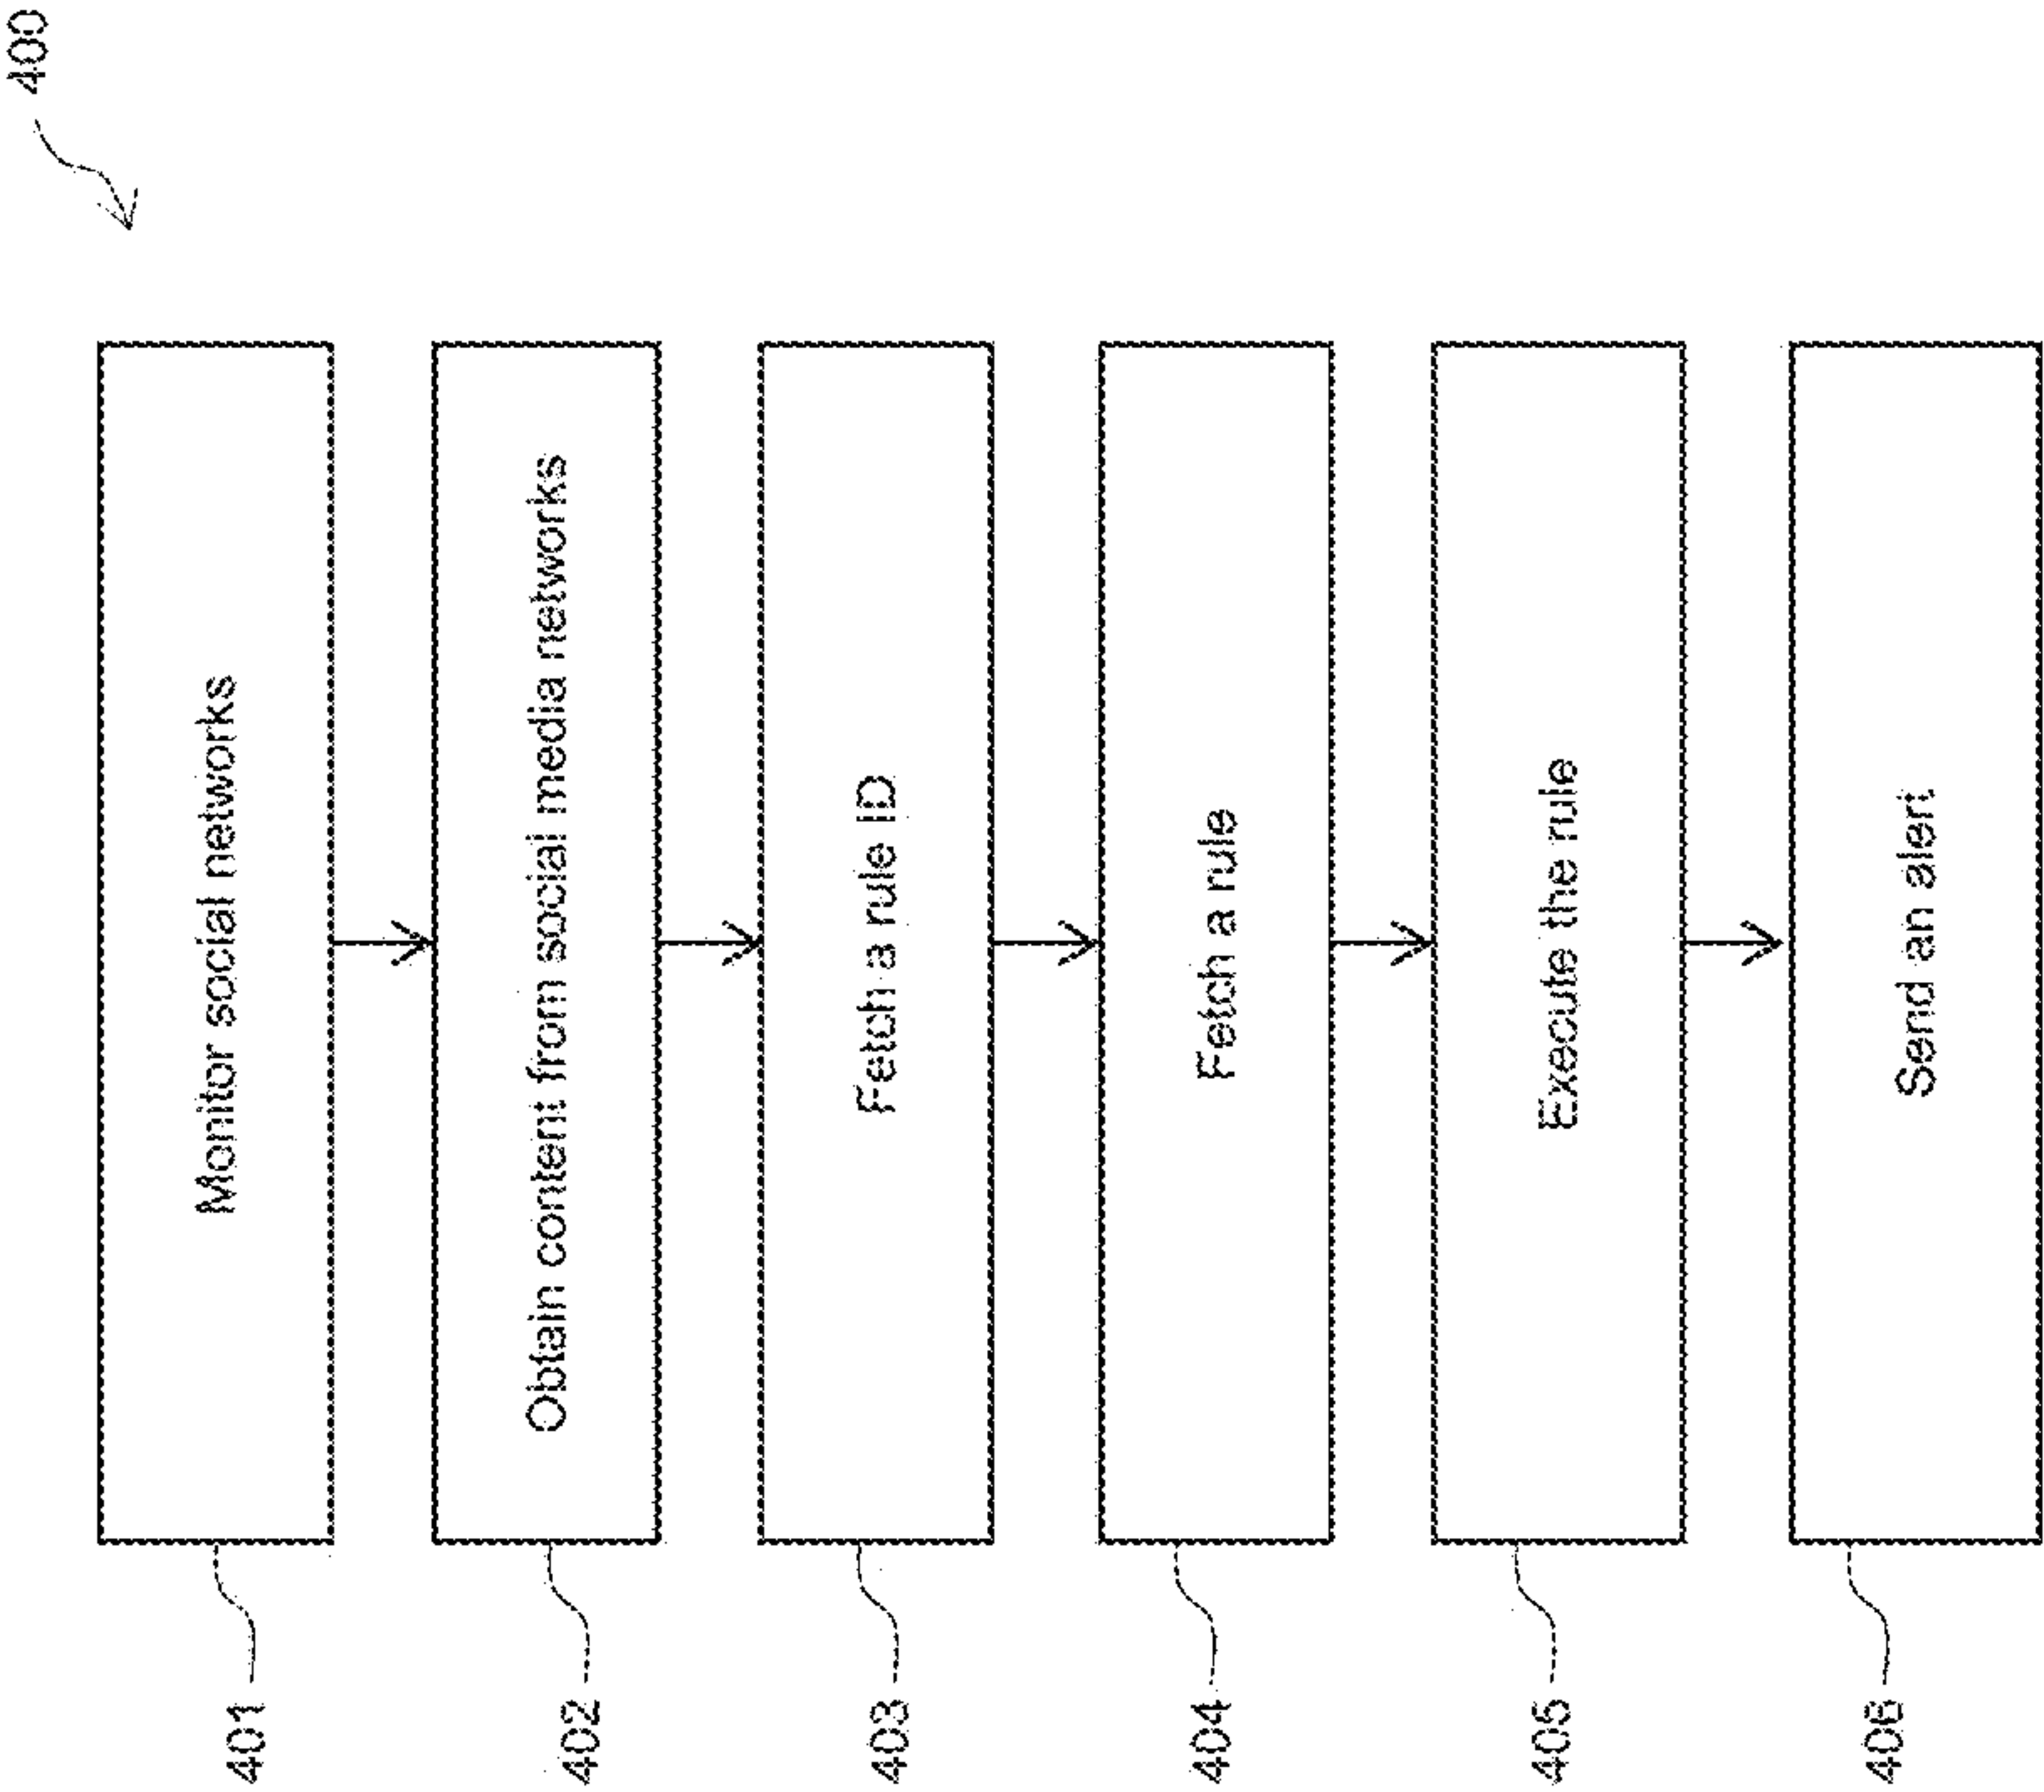 400
401
Monitor social networks
402
Obtain content from social media networks
403
Fetch a rule ID
404
Fetch a rule
405
Execute the rule
406
Send an alert